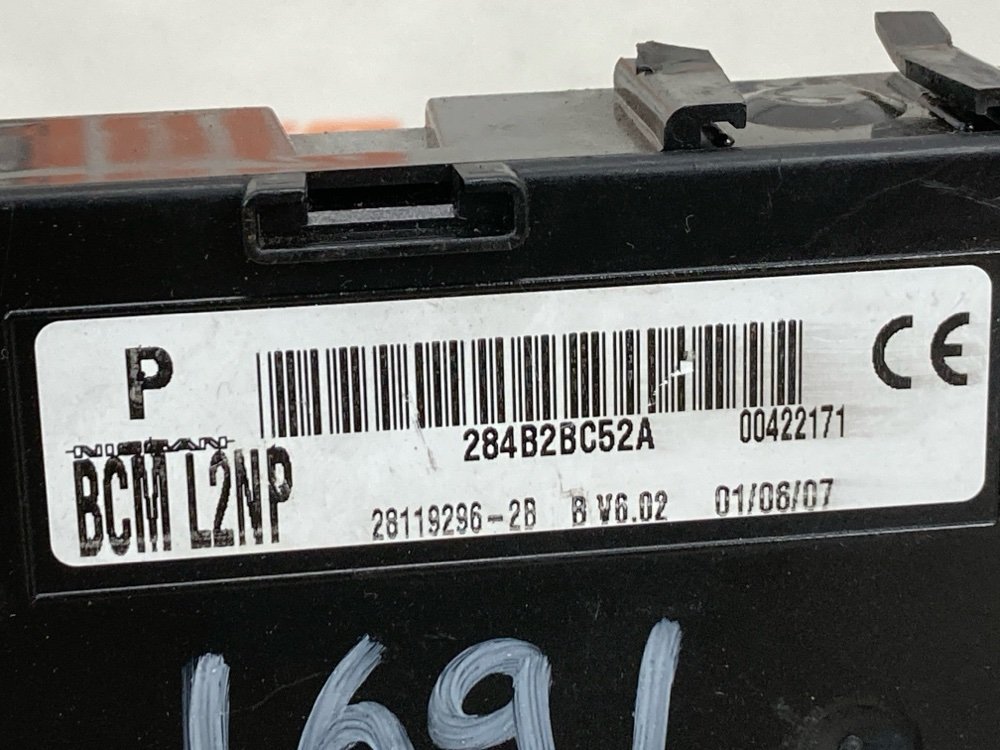 P
284B2BC52A 00422171
CE
NISSAN
BCM L2NP
28119296-2B B V6.02 01/06/07
1691